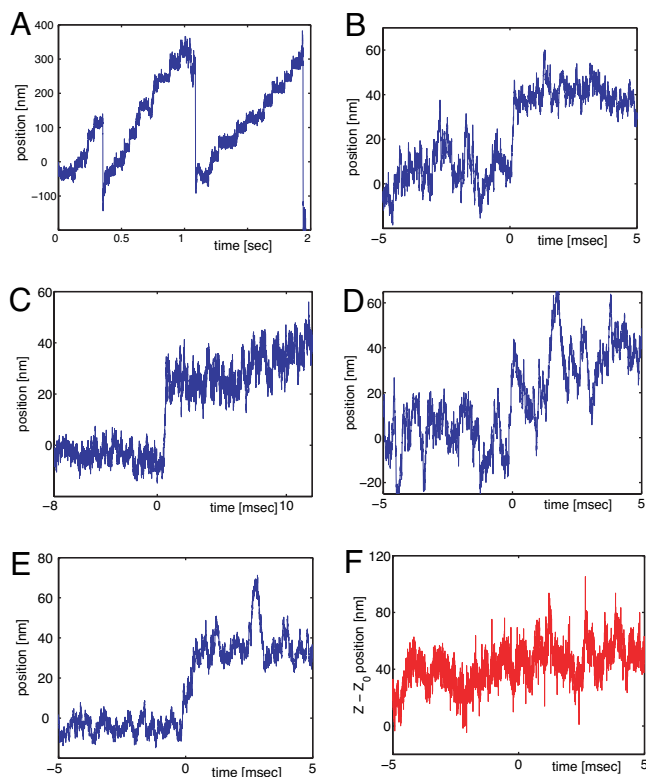 A
position [nm]
400
300
200
100
0
−100
0
0.5
1
2
time [sec]
B
position [nm]
60
40
20
0
−5
0
5
time [msec]
C
position [nm]
60
40
20
0
−8
0
10
time [msec]
D
position [nm]
60
40
20
0
−20
−5
0
5
time [msec]
E
position [nm]
80
60
40
20
0
−5
0
5
time [msec]
F
Z − Z0 position [nm]
120
80
40
0
−5
0
5
time [msec]